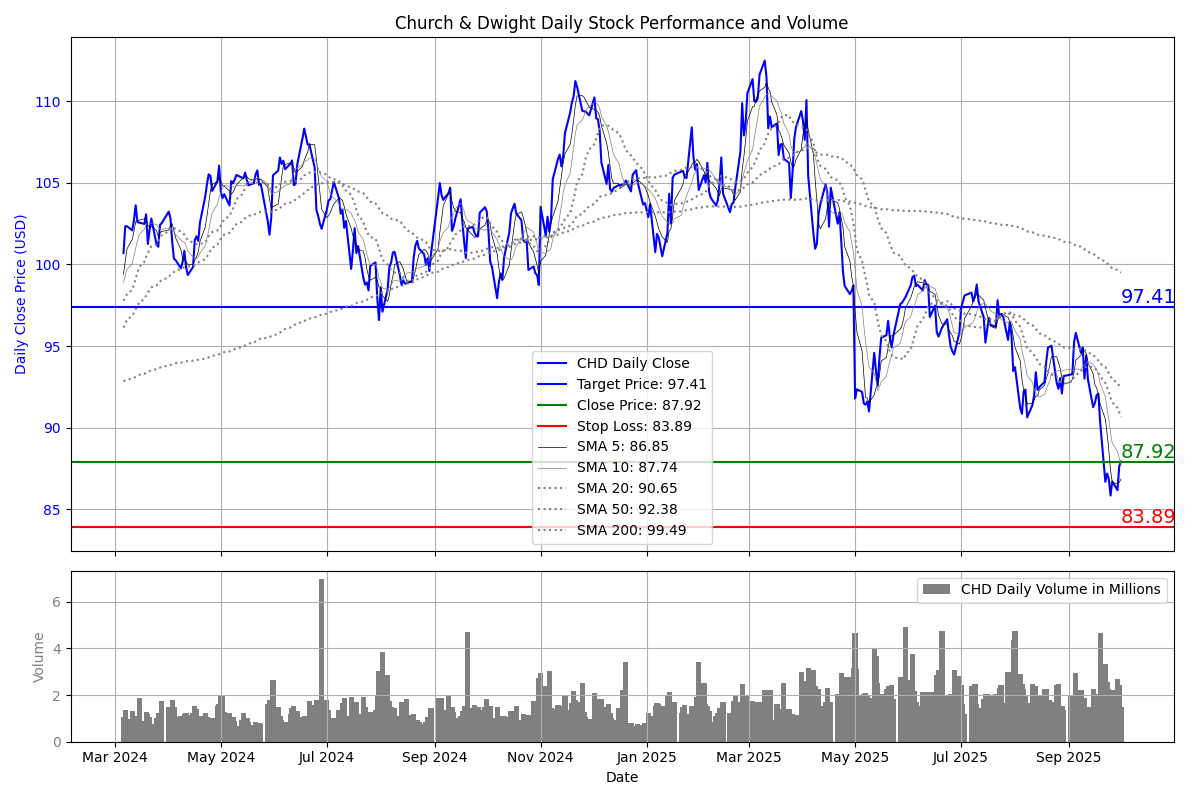 Church & Dwight Daily Stock Performance and Volume
Daily Close Price (USD)
110
105
100
95
90
85
97.41
87.92
83.89
CHD Daily Close
Target Price: 97.41
Close Price: 87.92
Stop Loss: 83.89
SMA 5: 86.85
SMA 10: 87.74
SMA 20: 90.65
SMA 50: 92.38
SMA 200: 99.49
Volume
6
4
2
0
CHD Daily Volume in Millions
Mar 2024 May 2024 Jul 2024 Sep 2024 Nov 2024 Jan 2025 Mar 2025 May 2025 Jul 2025 Sep 2025
Date